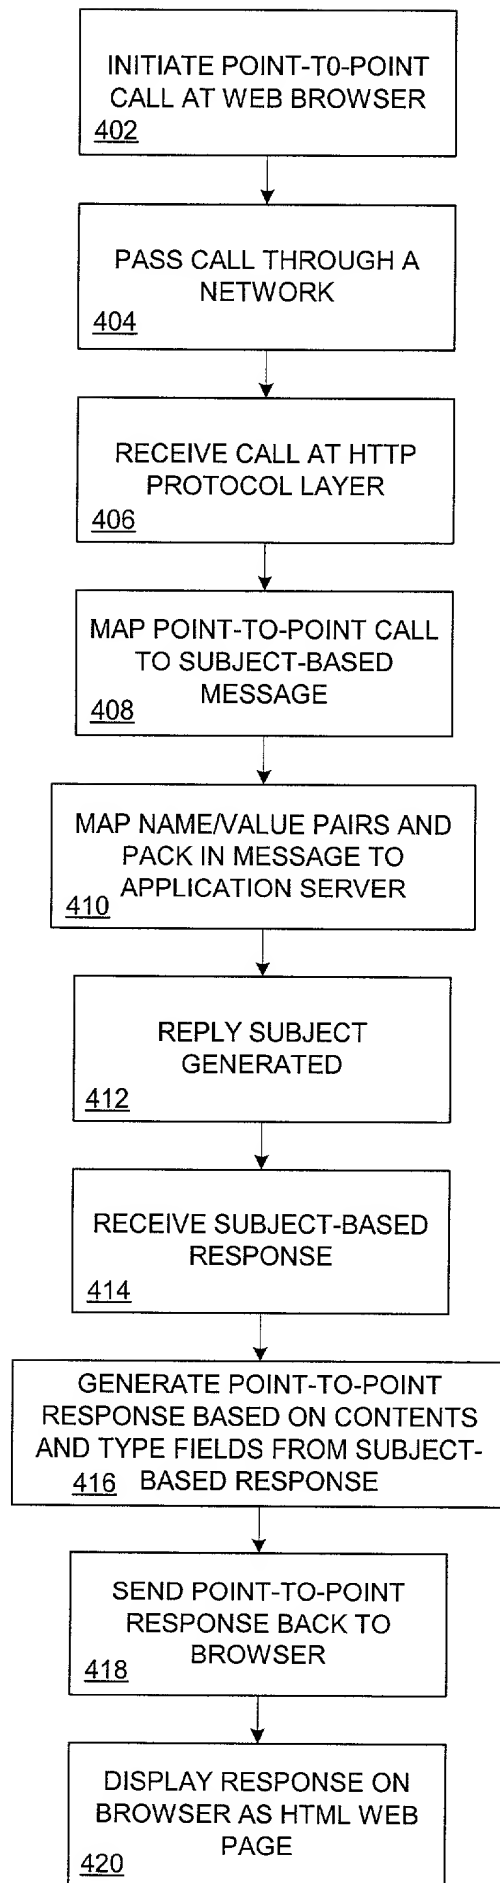 INITIATE POINT-T0-POINT
CALL AT WEB BROWSER
402
PASS CALL THROUGH A
NETWORK
404
RECEIVE CALL AT HTTP
PROTOCOL LAYER
406
MAP POINT-TO-POINT CALL
TO SUBJECT-BASED
MESSAGE
408
MAP NAME/VALUE PAIRS AND
PACK IN MESSAGE TO
APPLICATION SERVER
410
REPLY SUBJECT
GENERATED
412
RECEIVE SUBJECT-BASED
RESPONSE
414
GENERATE POINT-TO-POINT
RESPONSE BASED ON CONTENTS
AND TYPE FIELDS FROM SUBJECT-
416 BASED RESPONSE
SEND POINT-TO-POINT
RESPONSE BACK TO
BROWSER
418
DISPLAY RESPONSE ON
BROWSER AS HTML WEB
PAGE
420